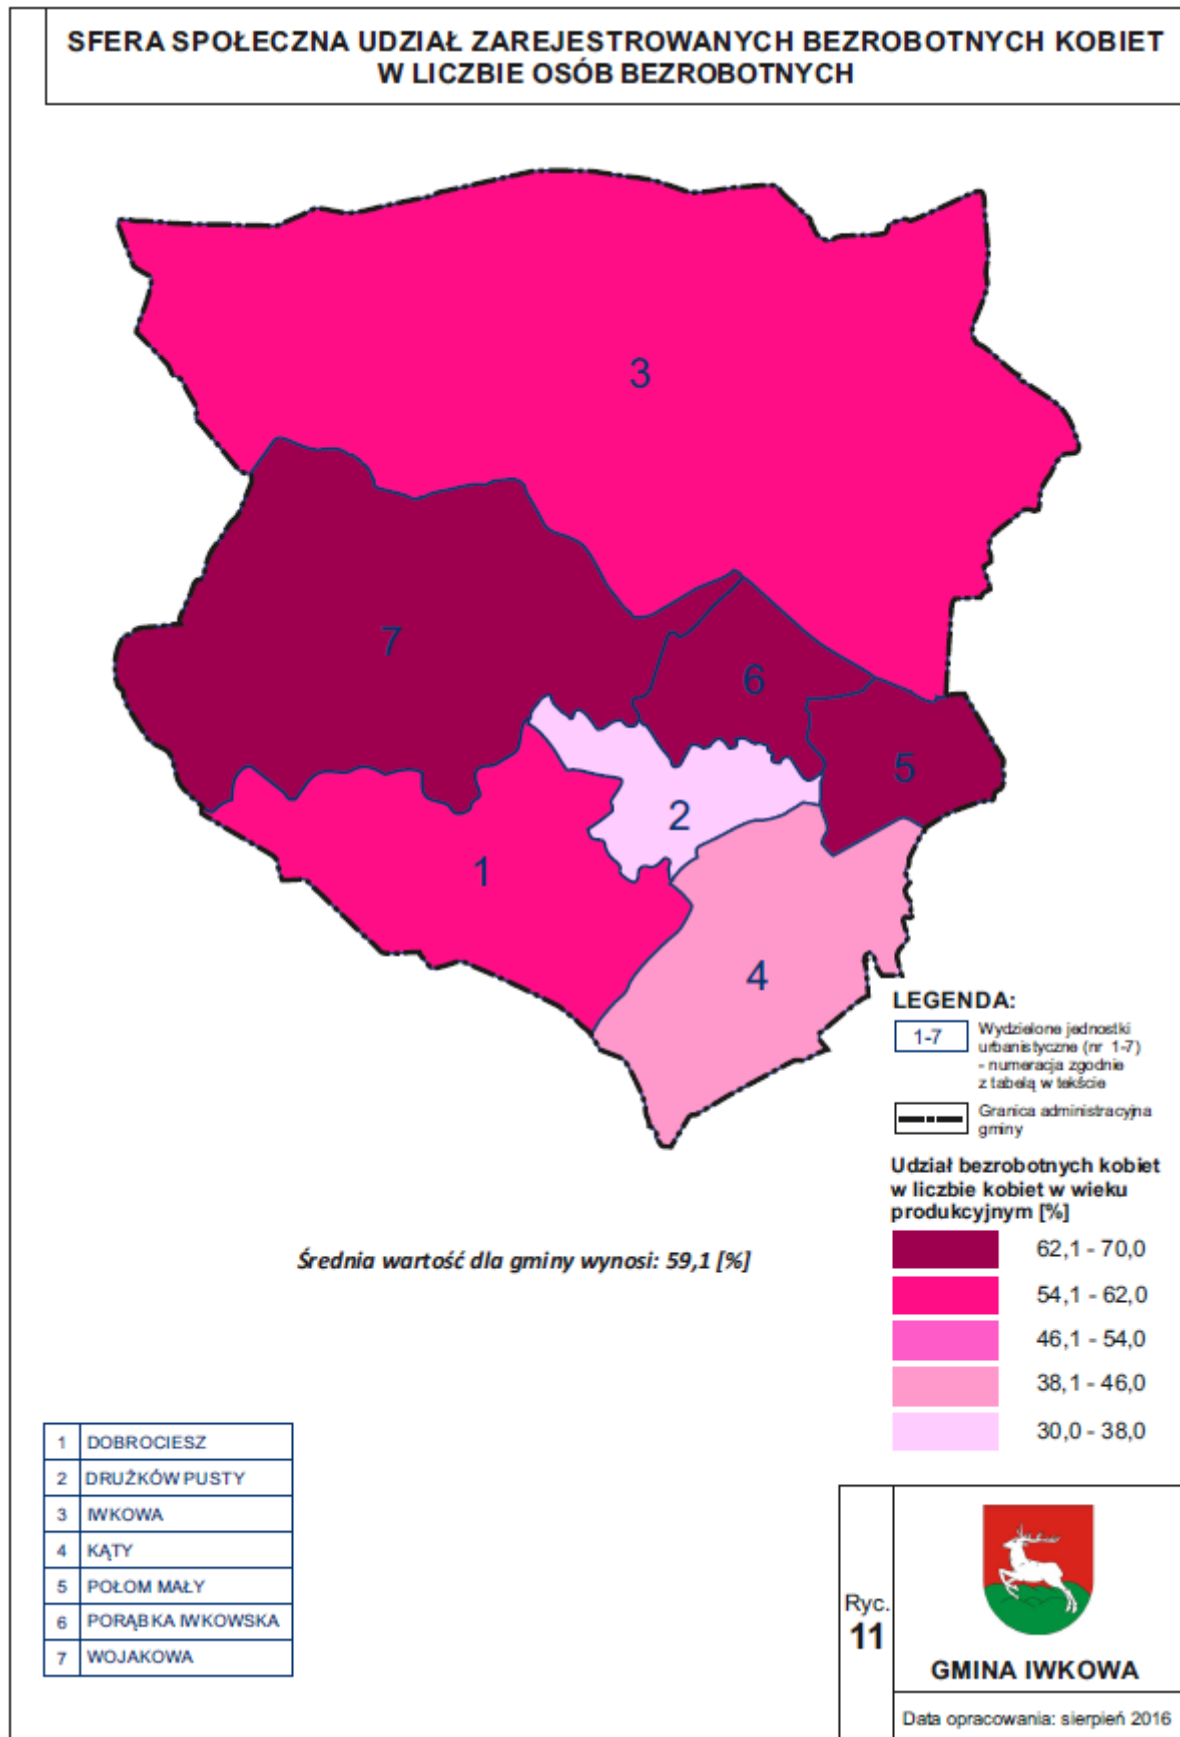 SFERA SPOŁECZNA UDZIAŁ ZAREJESTROWANYCH BEZROBOTNYCH KOBIET
W LICZBIE OSÓB BEZROBOTNYCH
3
7
6
5
2
1
4
LEGENDA:
1-7
Wydzielone jednostki
urbanistyczne (nr 1-7)
- numeracja zgodnie
z tabelą w tekście
Granica administracyjna
gminy
Udział bezrobotnych kobiet
w liczbie kobiet w wieku
produkcyjnym [%]
62,1 - 70,0
54,1 - 62,0
46,1 - 54,0
38,1 - 46,0
30,0 - 38,0
Średnia wartość dla gminy wynosi: 59,1 [%]
1 DOBROCIESZ
2 DRUŻKÓW PUSTY
3 IWKOWA
4 KĄTY
5 POŁOM MAŁY
6 PORĄBKA IWKOWSKA
7 WOJAKOWA
Ryc.
11
GMINA IWKOWA
Data opracowania: sierpień 2016